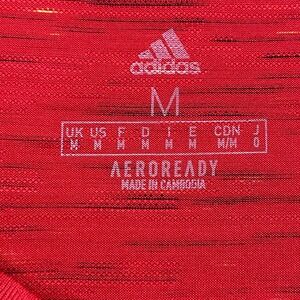 adidas
M
UK US F D I E CDN J
M M M M M M M/M O
AEROREADY
MADE IN CAMBODIA